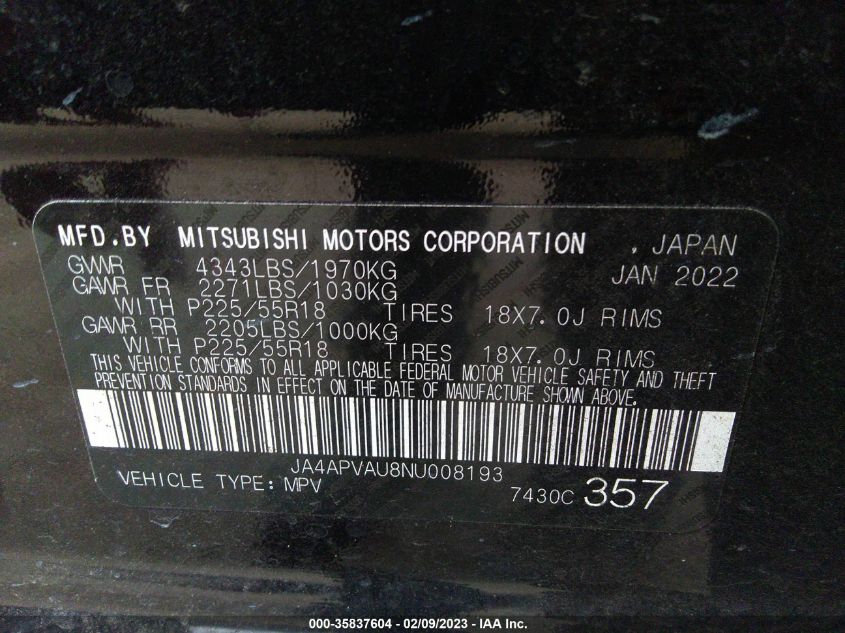 MFD.BY MITSUBISHI MOTORS CORPORATION , JAPAN
GVWR 4343LBS/1970KG JAN 2022
GAWR FR 2271LBS/1030KG
WITH P225/55R18 TIRES 18X7.0J RIMS
GAWR RR 2205LBS/1000KG
WITH P225/55R18 TIRES 18X7.0J RIMS
THIS VEHICLE CONFORMS TO ALL APPLICABLE FEDERAL MOTOR VEHICLE SAFETY AND THEFT
PREVENTION STANDARDS IN EFFECT ON THE DATE OF MANUFACTURE SHOWN ABOVE.
JA4APVAU8NU008193
VEHICLE TYPE: MPV 7430C 357
000-35837604 - 02/09/2023 - IAA Inc.